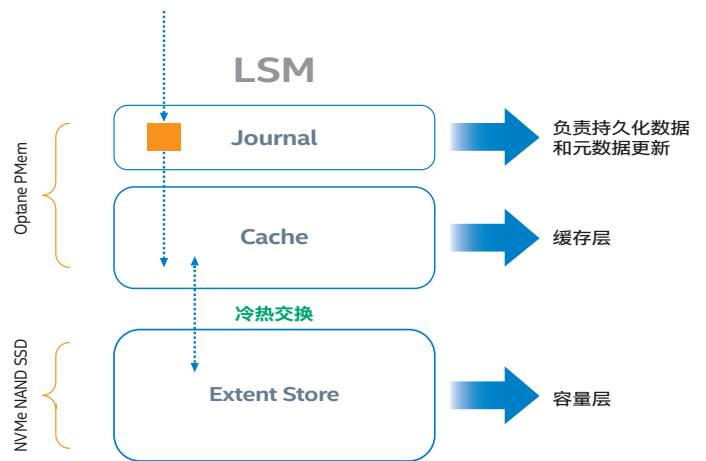 LSM
Optane PMem
Journal
负责持久化数据
和元数据更新
Cache
缓存层
冷热交换
NVMe NAND SSD
Extent Store
容量层